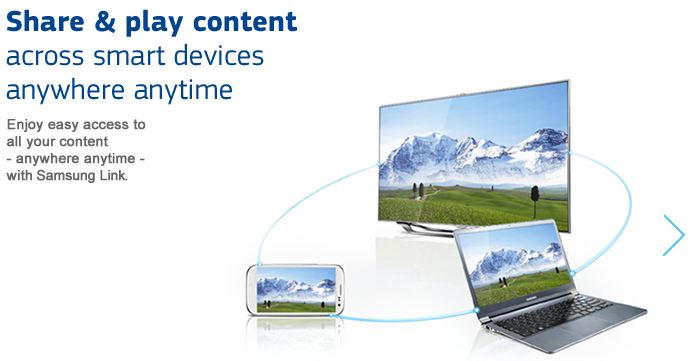 Share & play content
across smart devices
anywhere anytime
Enjoy easy access to
all your content
- anywhere anytime -
with Samsung Link.